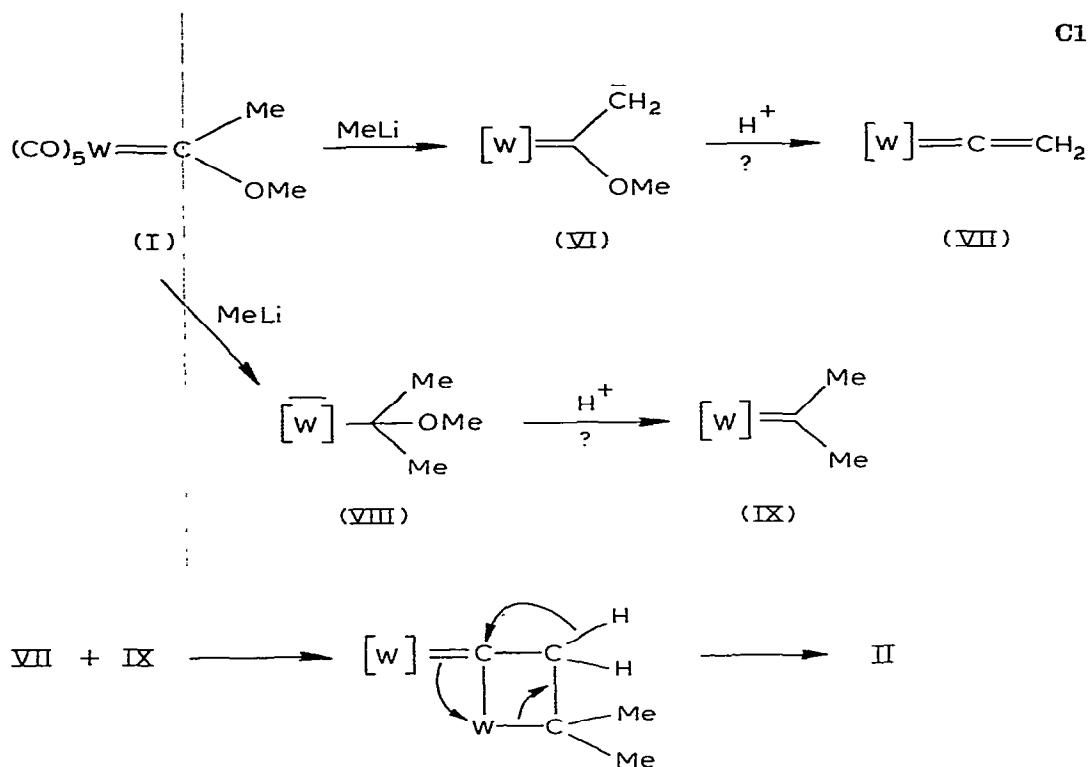 C1
(CO)5W=C Me OMe MeLi [W]=C C̄H2 OMe H+ ? [W]=C=CH2
(I) (VI) (VII)
MeLi
[W̄]-C Me OMe Me H+ ? [W]= Me Me
(VIII) (IX)
VII + IX [W]=C-C H H II
W-C Me Me